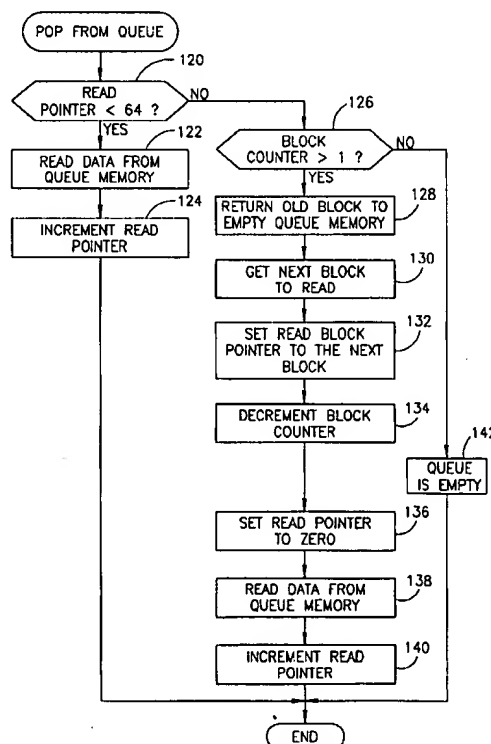 POP FROM QUEUE
120
READ
POINTER < 64 ?
NO
YES
122
READ DATA FROM
QUEUE MEMORY
124
INCREMENT READ
POINTER
126
BLOCK
COUNTER > 1 ?
NO
YES
RETURN OLD BLOCK TO
EMPTY QUEUE MEMORY
128
GET NEXT BLOCK
TO READ
130
SET READ BLOCK
POINTER TO THE NEXT
BLOCK
132
DECREMENT BLOCK
COUNTER
134
142
QUEUE
IS EMPTY
SET READ POINTER
TO ZERO
136
READ DATA FROM
QUEUE MEMORY
138
INCREMENT READ
POINTER
140
END